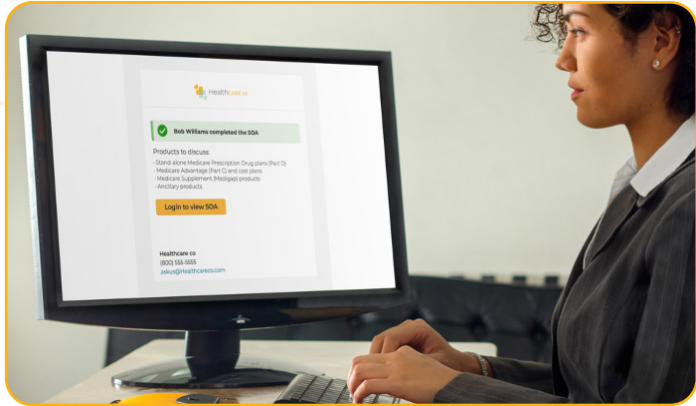 Healthcare co
Bob Williams completed the SOA
Products to discuss:
- Stand-alone Medicare Prescription Drug plans (Part D)
- Medicare Advantage (Part C) and cost plans
- Medicare Supplement (Medigap) products
- Ancillary products
Login to view SOA
Healthcare co
(800) 555-5555
askus@Healthcareco.com